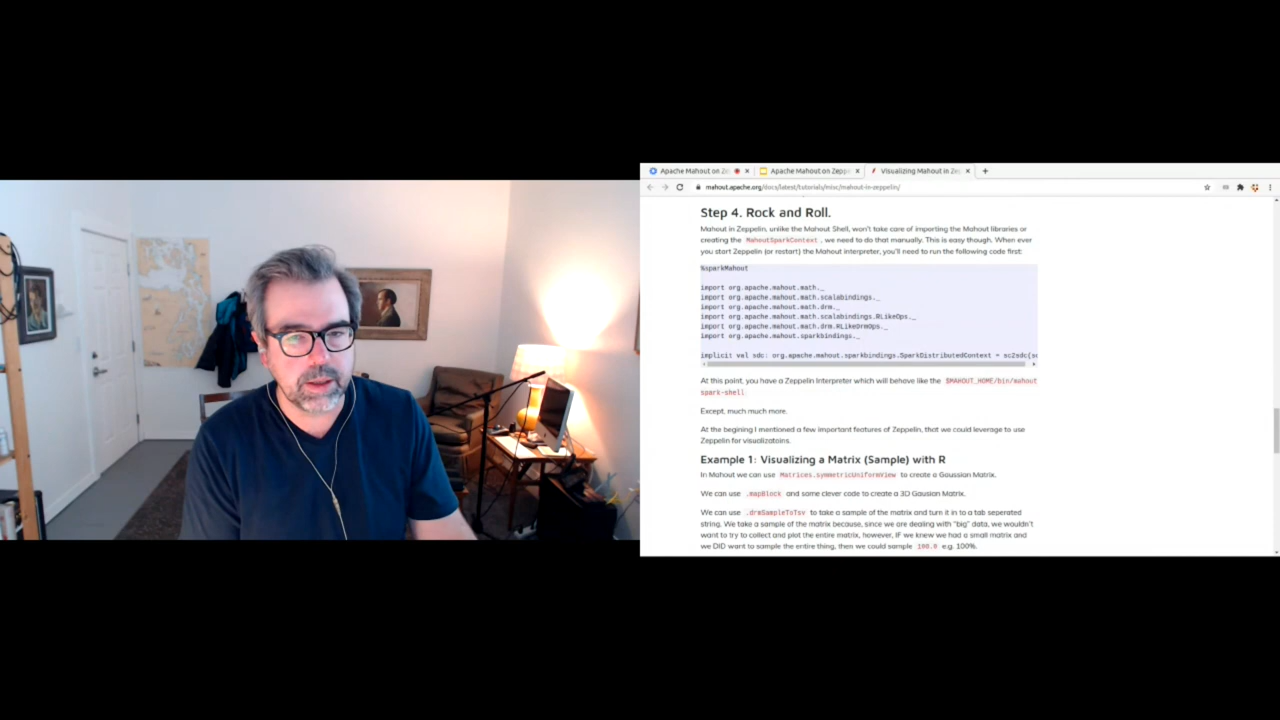 Apache Mahout on Ze
Apache Mahout on Zeppe
Visualizing Mahout in Zep
mahout.apache.org/docs/latest/tutorials/misc/mahout-in-zeppelin/
Step 4. Rock and Roll.
Mahout in Zeppelin, unlike the Mahout Shell, won't take care of importing the Mahout libraries or
creating the MahoutSparkContext , we need to do that manually. This is easy though. When ever
you start Zeppelin (or restart) the Mahout interpreter, you'll need to run the following code first:
%sparkMahout
import org.apache.mahout.math._
import org.apache.mahout.math.scalabindings._
import org.apache.mahout.math.drm._
import org.apache.mahout.math.scalabindings.RLikeOps._
import org.apache.mahout.math.drm.RLikeDrmOps._
import org.apache.mahout.sparkbindings._
implicit val sdc: org.apache.mahout.sparkbindings.SparkDistributedContext = sc2sdc(sc
At this point, you have a Zeppelin Interpreter which will behave like the $MAHOUT_HOME/bin/mahout
spark-shell
Except, much much more.
At the begining I mentioned a few important features of Zeppelin, that we could leverage to use
Zeppelin for visualizatoins.
Example 1: Visualizing a Matrix (Sample) with R
In Mahout we can use Matrices.symmetricUniformView to create a Gaussian Matrix.
We can use .mapBlock and some clever code to create a 3D Gausian Matrix.
We can use .drmSampleToTsv to take a sample of the matrix and turn it in to a tab seperated
string. We take a sample of the matrix because, since we are dealing with "big" data, we wouldn't
want to try to collect and plot the entire matrix, however, IF we knew we had a small matrix and
we DID want to sample the entire thing, then we could sample 100.0 e.g. 100%.